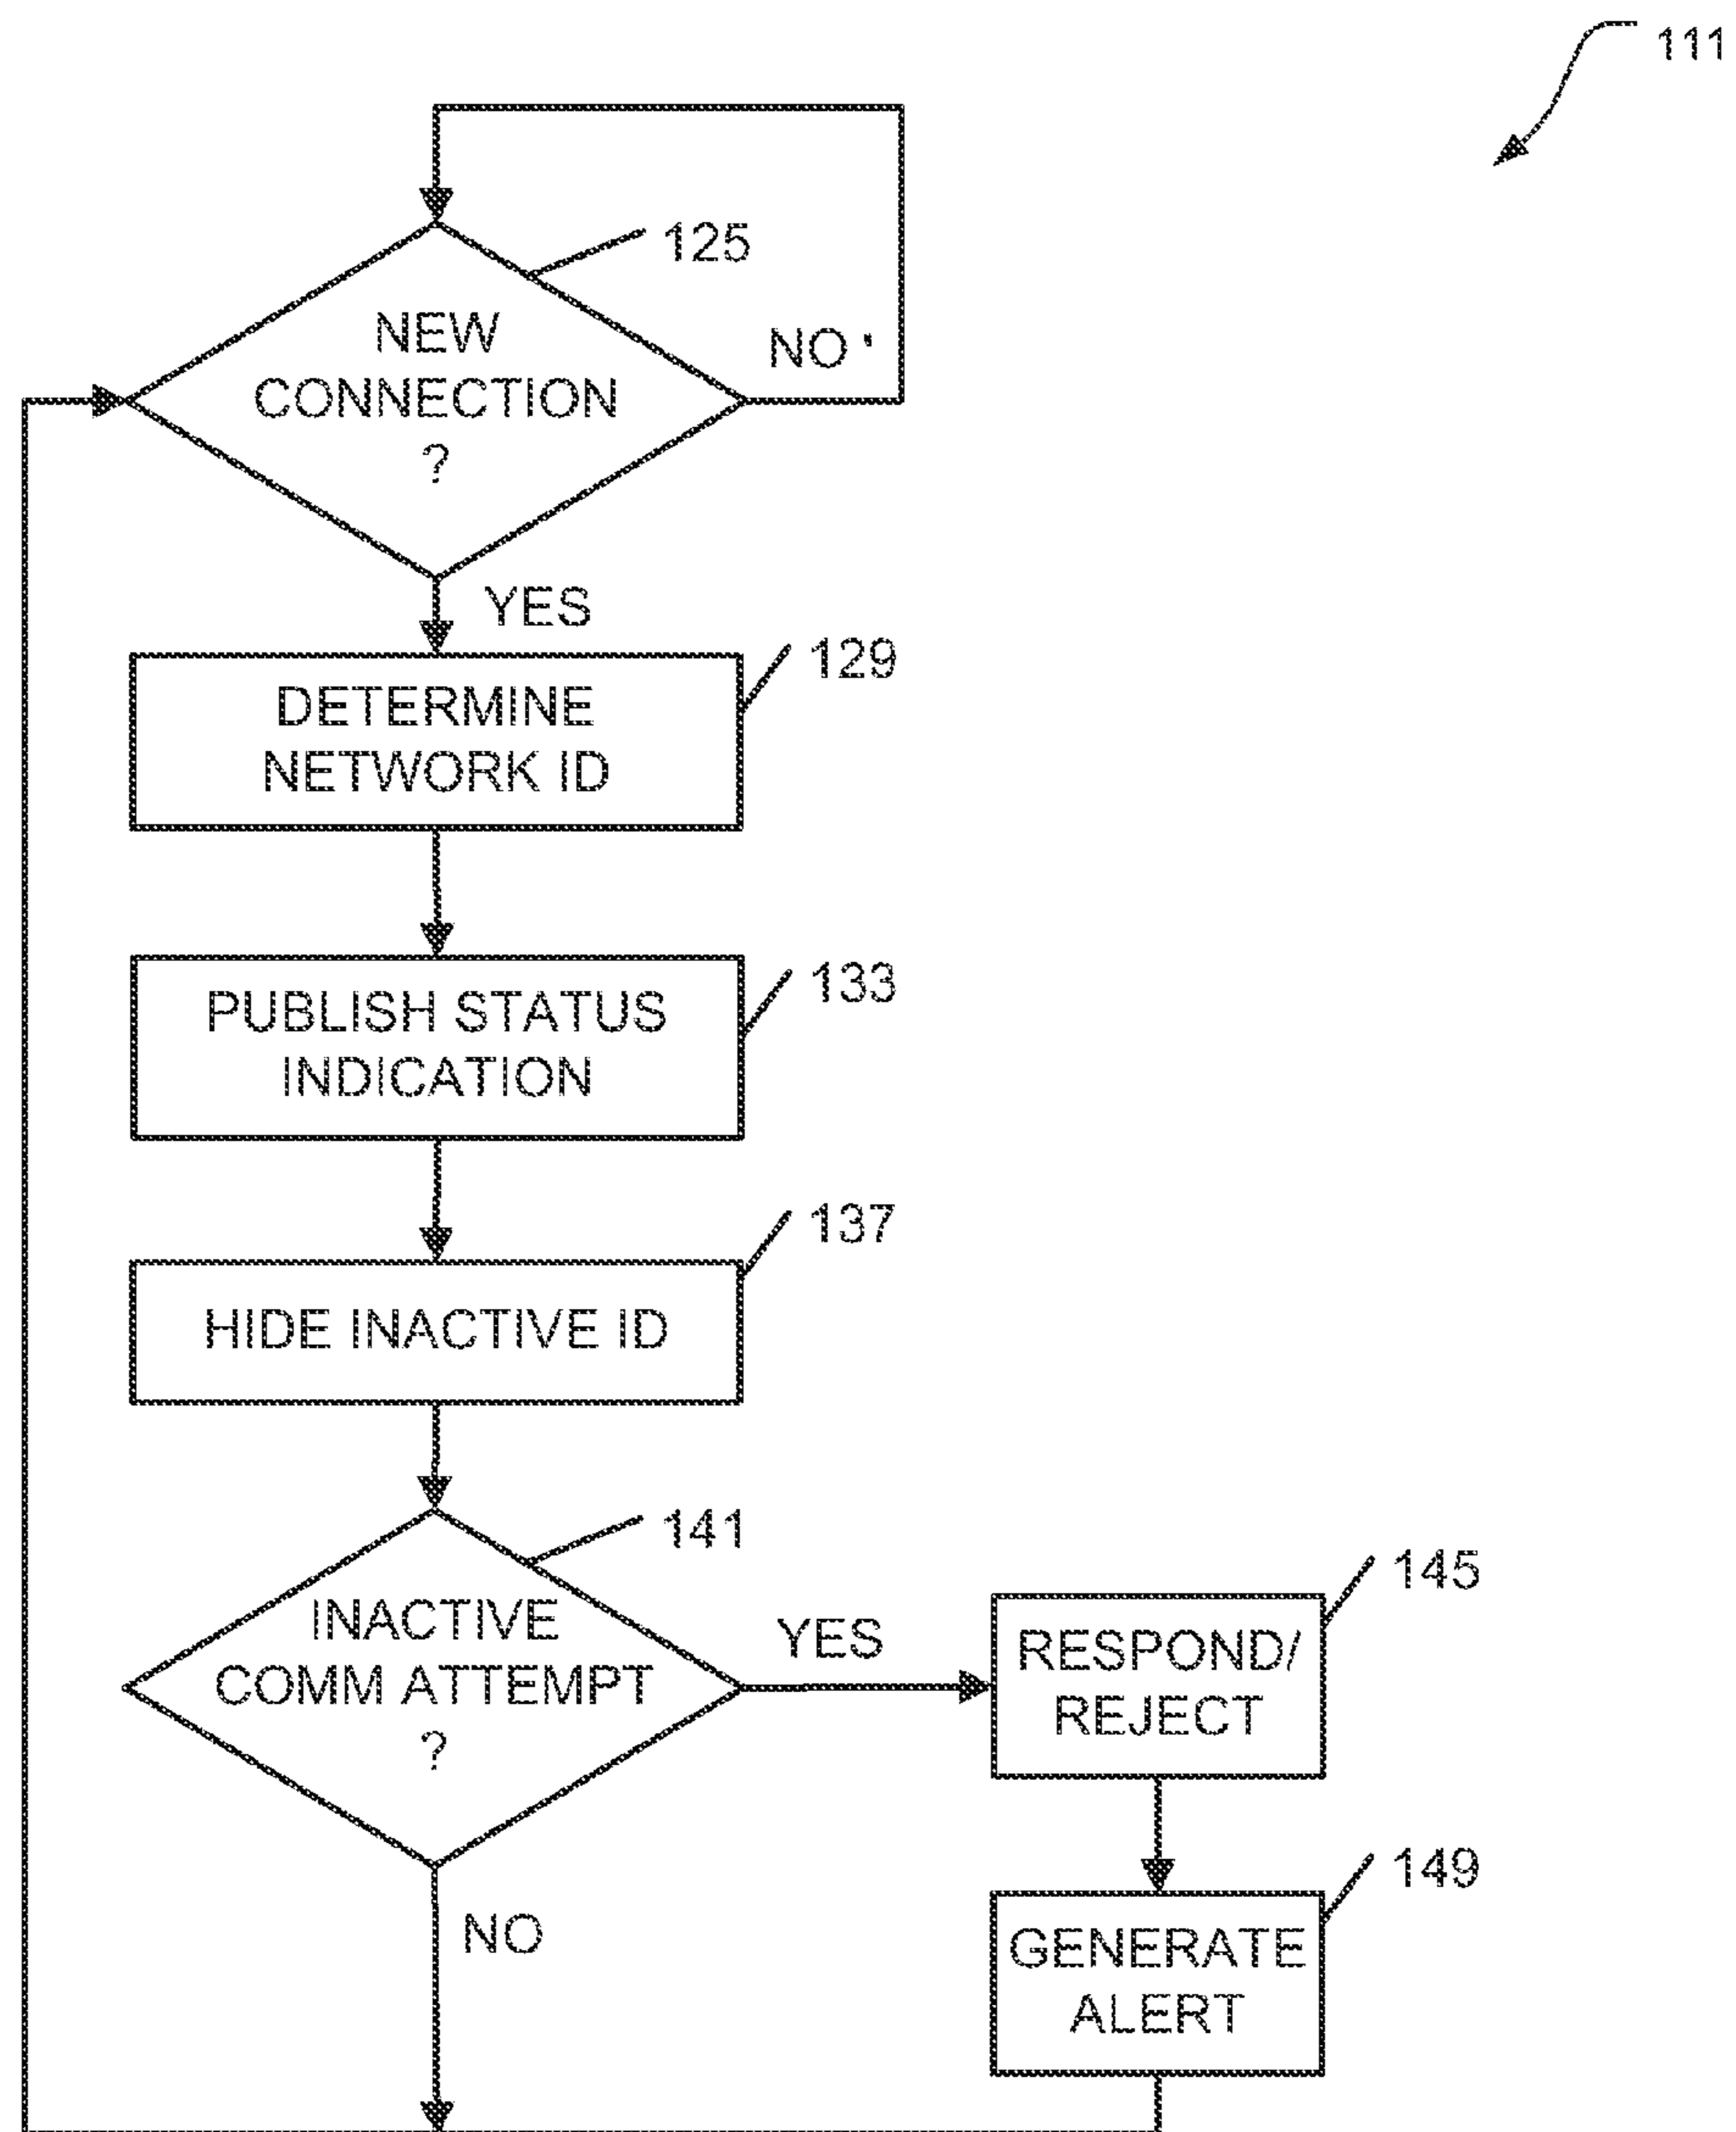 111
125
NEW
CONNECTION
?
NO
YES
129
DETERMINE
NETWORK ID
133
PUBLISH STATUS
INDICATION
137
HIDE INACTIVE ID
141
INACTIVE
COMM ATTEMPT
?
YES
145
RESPOND/
REJECT
149
GENERATE
ALERT
NO